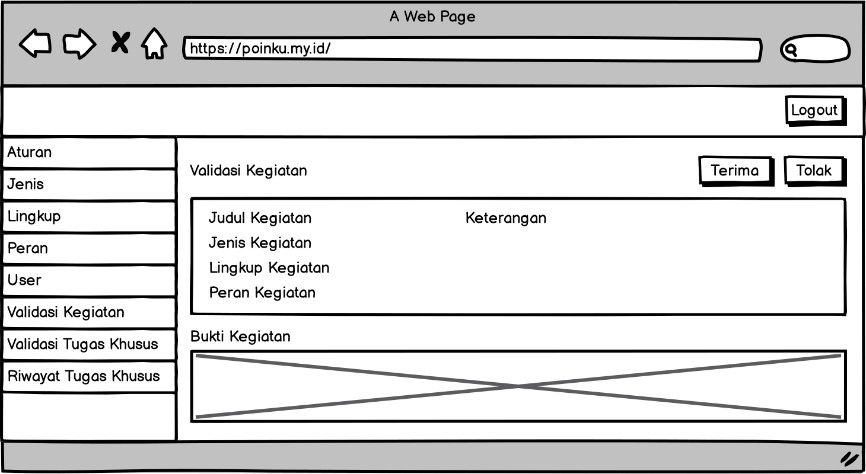 A Web Page
https://poinku.my.id/
Logout
Aturan
Jenis
Lingkup
Peran
User
Validasi Kegiatan
Validasi Tugas Khusus
Riwayat Tugas Khusus
Validasi Kegiatan
Terima
Tolak
Judul Kegiatan
Keterangan
Jenis Kegiatan
Lingkup Kegiatan
Peran Kegiatan
Bukti Kegiatan